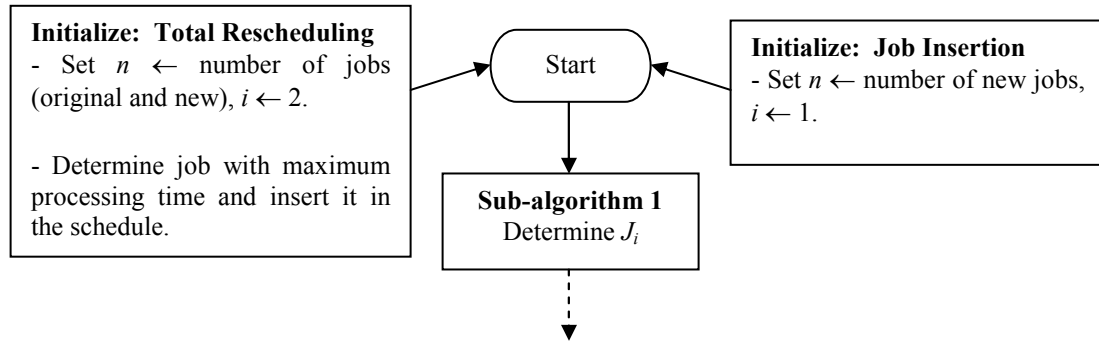 Initialize: Total Rescheduling
- Set n ← number of jobs
(original and new), i ← 2.
- Determine job with maximum
processing time and insert it in
the schedule.
Start
Initialize: Job Insertion
- Set n ← number of new jobs,
i ← 1.
Sub-algorithm 1
Determine Jᵢ